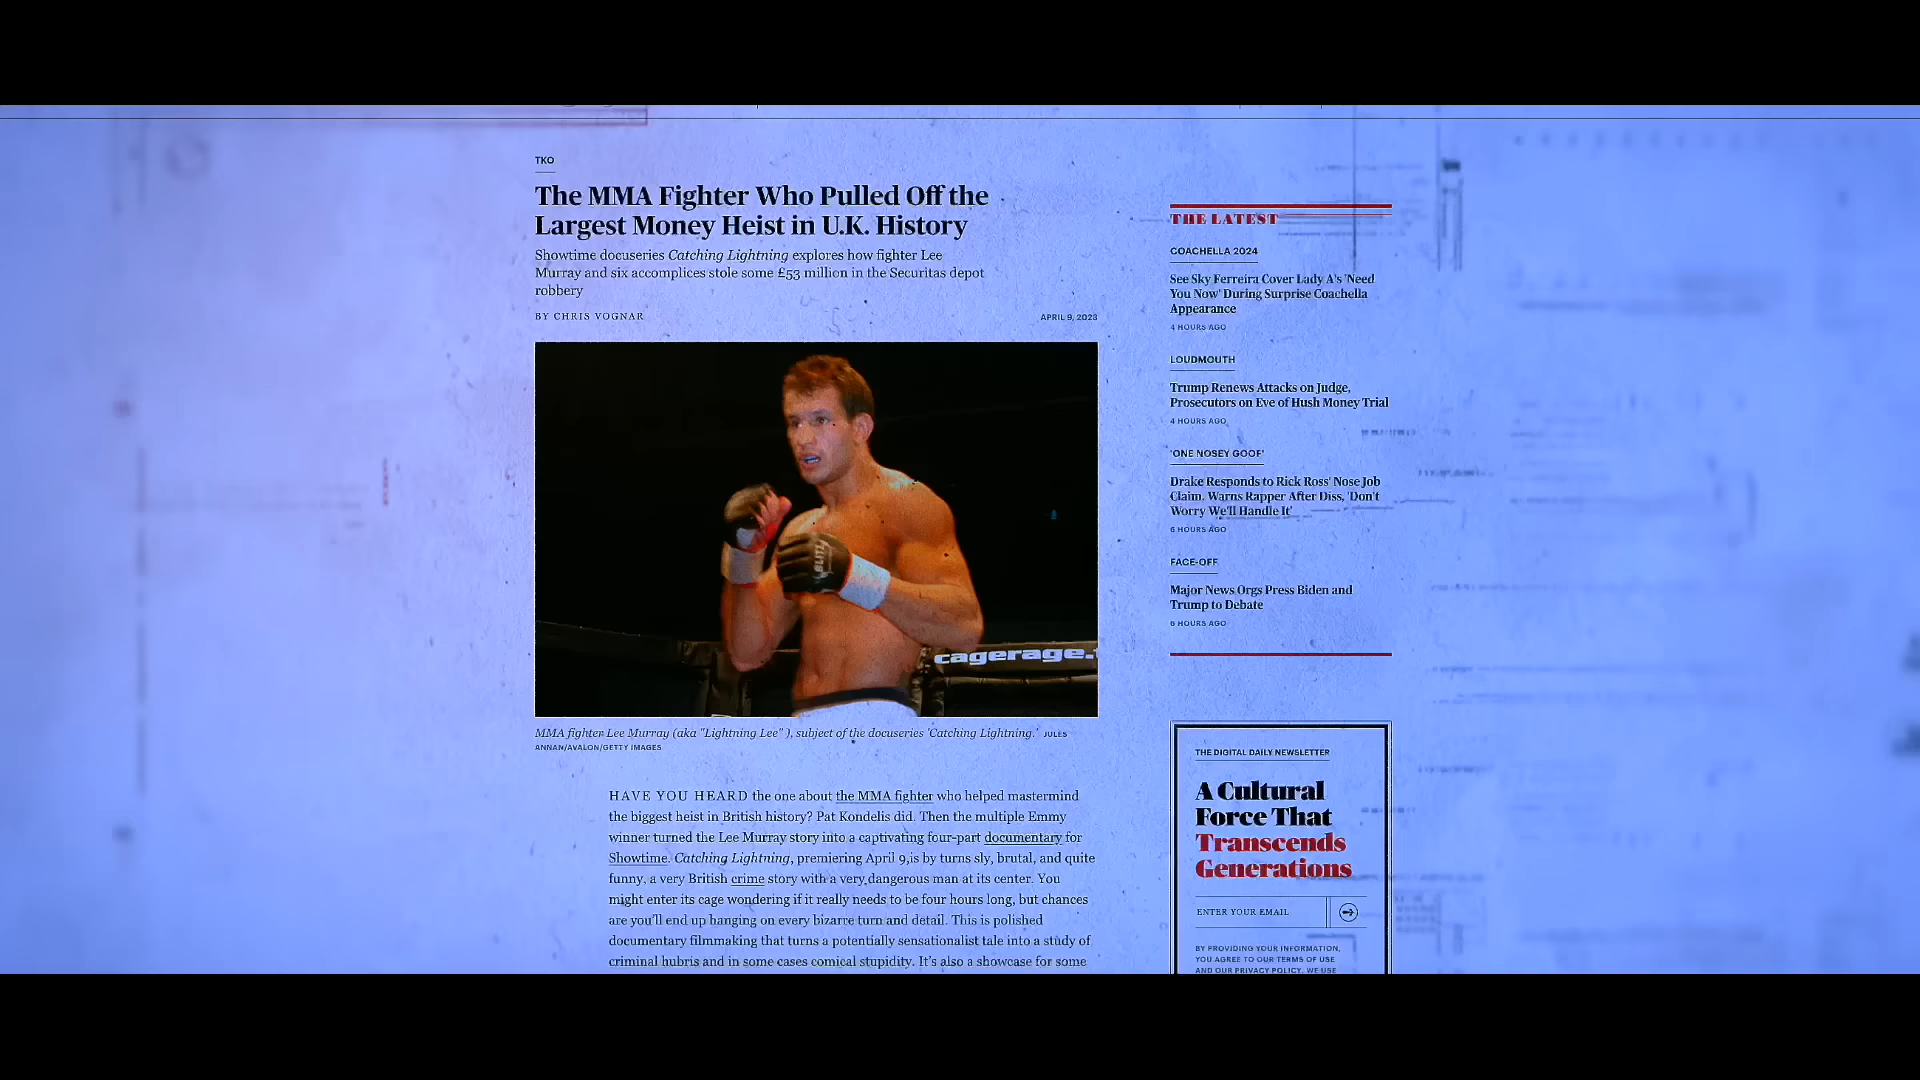 TKO
The MMA Fighter Who Pulled Off the
Largest Money Heist in U.K. History
Showtime docuseries Catching Lightning explores how fighter Lee
Murray and six accomplices stole some £53 million in the Securitas depot
robbery
BY CHRIS VOGNAR
APRIL 9, 2023
cagerage.
MMA fighter Lee Murray (aka "Lightning Lee" ), subject of the docuseries 'Catching Lightning.' JULES
ANNAN/AVALON/GETTY IMAGES
HAVE YOU HEARD the one about the MMA fighter who helped mastermind
the biggest heist in British history? Pat Kondelis did. Then the multiple Emmy
winner turned the Lee Murray story into a captivating four-part documentary for
Showtime. Catching Lightning, premiering April 9,is by turns sly, brutal, and quite
funny, a very British crime story with a very dangerous man at its center. You
might enter its cage wondering if it really needs to be four hours long, but chances
are you'll end up hanging on every bizarre turn and detail. This is polished
documentary filmmaking that turns a potentially sensationalist tale into a study of
criminal hubris and in some cases comical stupidity. It's also a showcase for some
THE LATEST
COACHELLA 2024
See Sky Ferreira Cover Lady A's 'Need
You Now' During Surprise Coachella
Appearance
4 HOURS AGO
LOUDMOUTH
Trump Renews Attacks on Judge,
Prosecutors on Eve of Hush Money Trial
4 HOURS AGO
'ONE NOSEY GOOF'
Drake Responds to Rick Ross' Nose Job
Claim, Warns Rapper After Diss, 'Don't
Worry We'll Handle It'
6 HOURS AGO
FACE-OFF
Major News Orgs Press Biden and
Trump to Debate
6 HOURS AGO
THE DIGITAL DAILY NEWSLETTER
A Cultural
Force That
Transcends
Generations
ENTER YOUR EMAIL
BY PROVIDING YOUR INFORMATION,
YOU AGREE TO OUR TERMS OF USE
AND OUR PRIVACY POLICY. WE USE